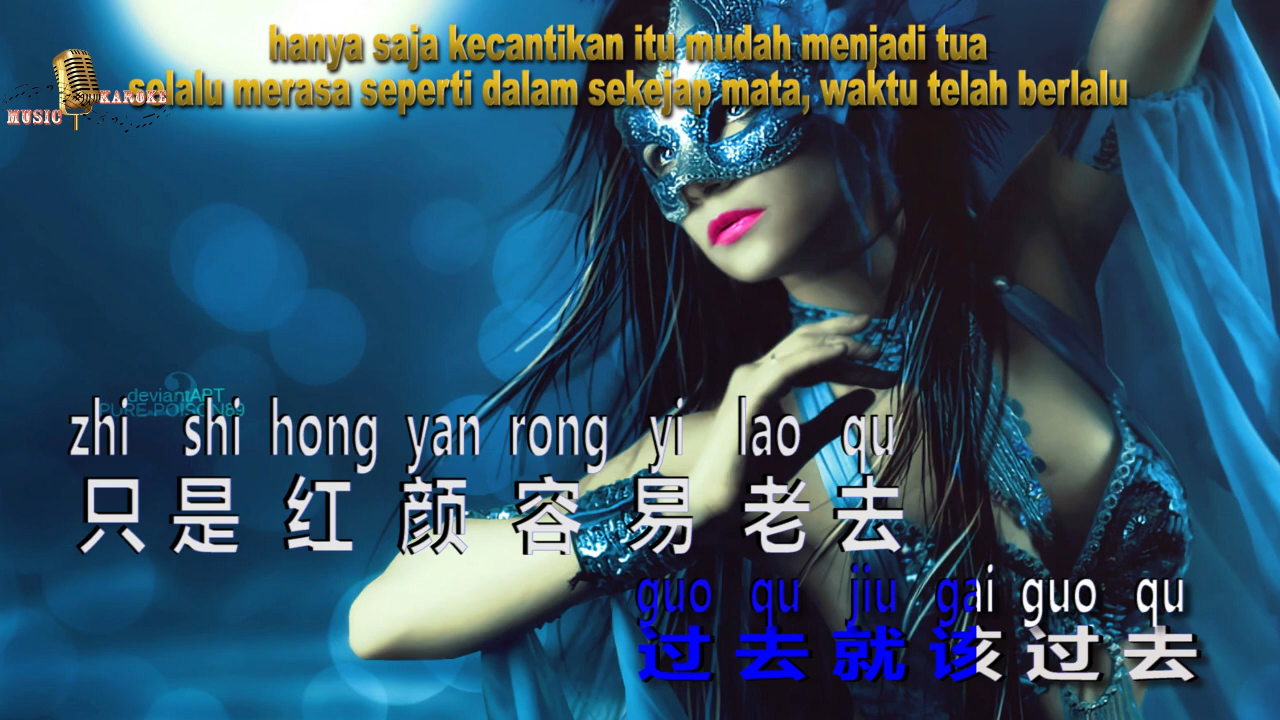 hanya saja kecantikan itu mudah menjadi tua
selalu merasa seperti dalam sekejap mata, waktu telah berlalu
KAROKE
MUSIC
deviantART
PURE-POISON89
zhi shi hong yan rong yi lao qu
只是红颜容易老去
guo qu jiu gai guo qu
过去就该过去